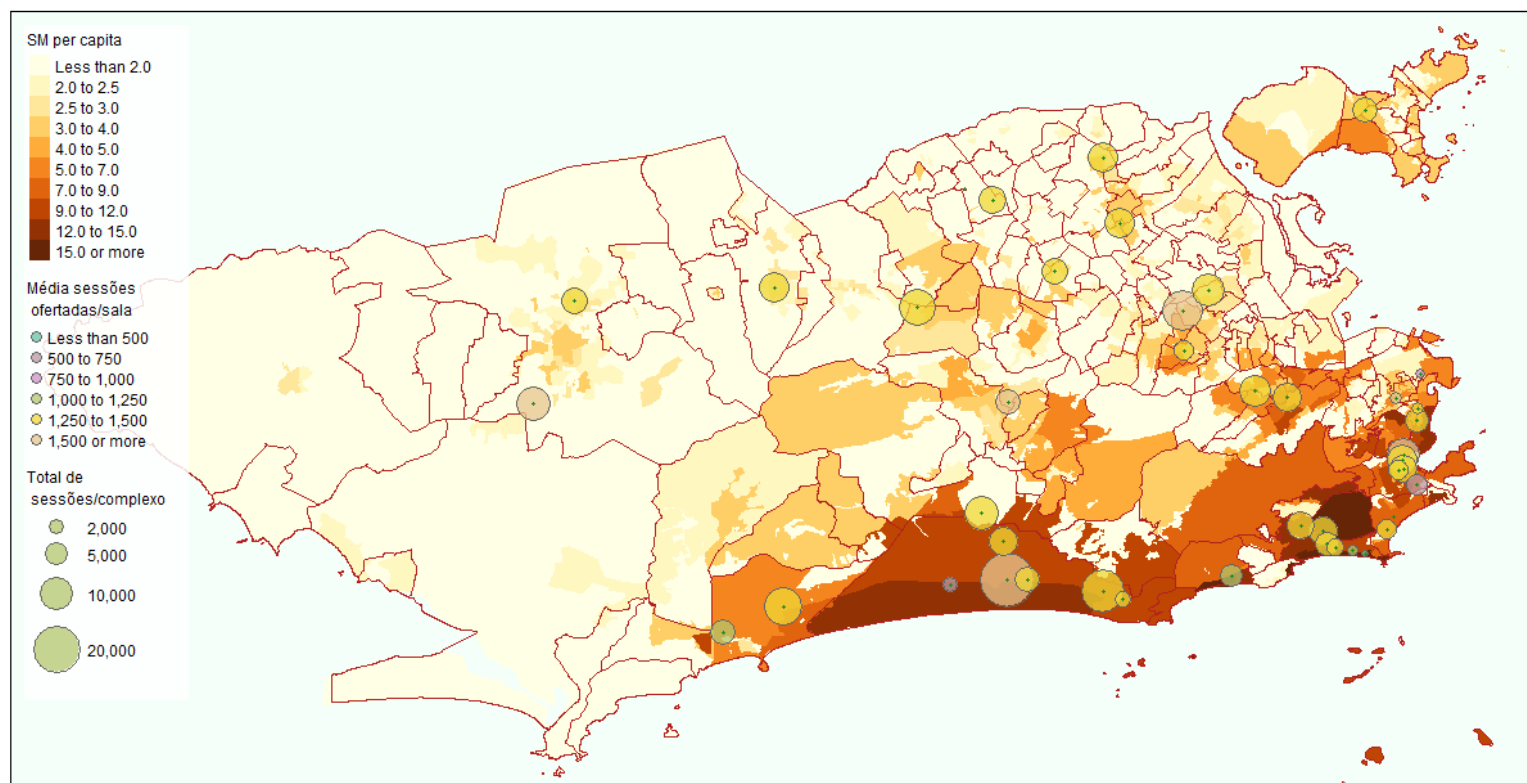 SM per capita
Less than 2.0
2.0 to 2.5
2.5 to 3.0
3.0 to 4.0
4.0 to 5.0
5.0 to 7.0
7.0 to 9.0
9.0 to 12.0
12.0 to 15.0
15.0 or more
Média sessões
ofertadas/sala
Less than 500
500 to 750
750 to 1,000
1,000 to 1,250
1,250 to 1,500
1,500 or more
Total de
sessões/complexo
2,000
5,000
10,000
20,000